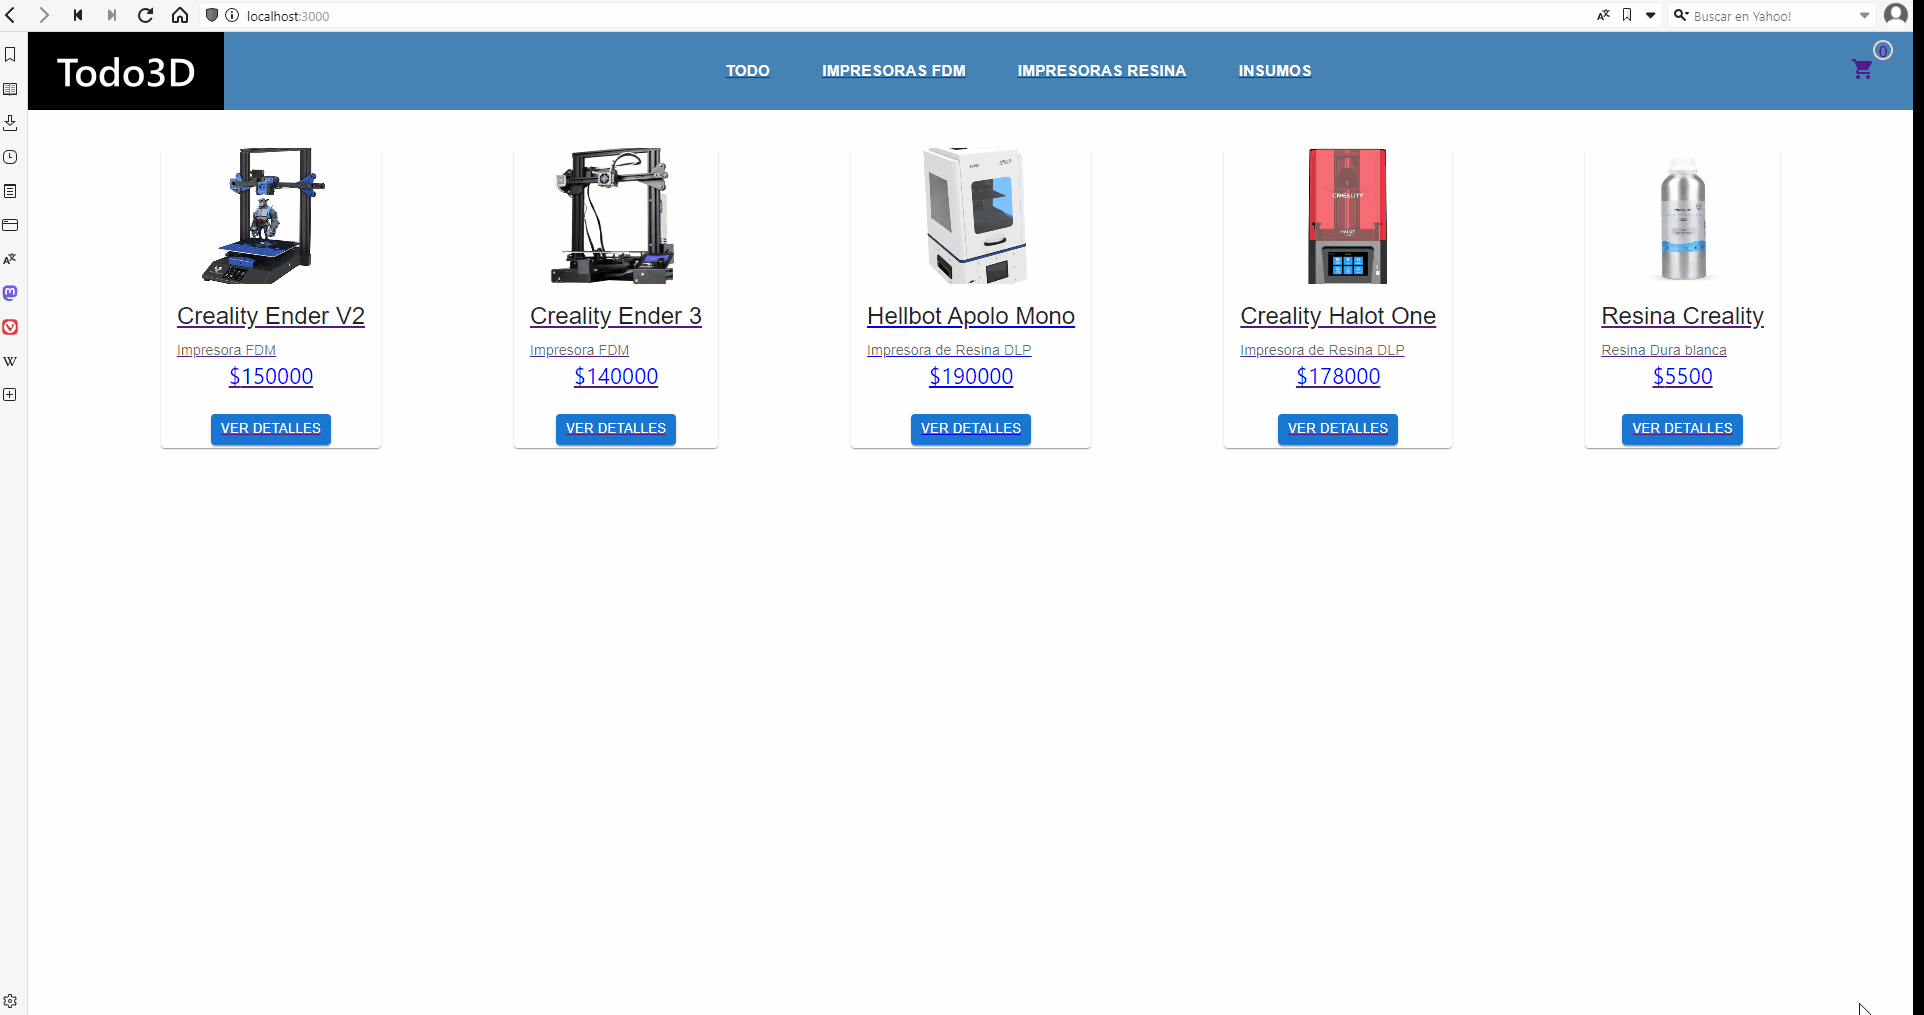 localhost:3000
Buscar en Yahoo!
Todo3D
TODO
IMPRESORAS FDM
IMPRESORAS RESINA
INSUMOS
0
Creality Ender V2
Impresora FDM
$150000
VER DETALLES
Creality Ender 3
Impresora FDM
$140000
VER DETALLES
Hellbot Apolo Mono
Impresora de Resina DLP
$190000
VER DETALLES
CREALITY
HALOT
Creality Halot One
Impresora de Resina DLP
$178000
VER DETALLES
Resina Creality
Resina Dura blanca
$5500
VER DETALLES